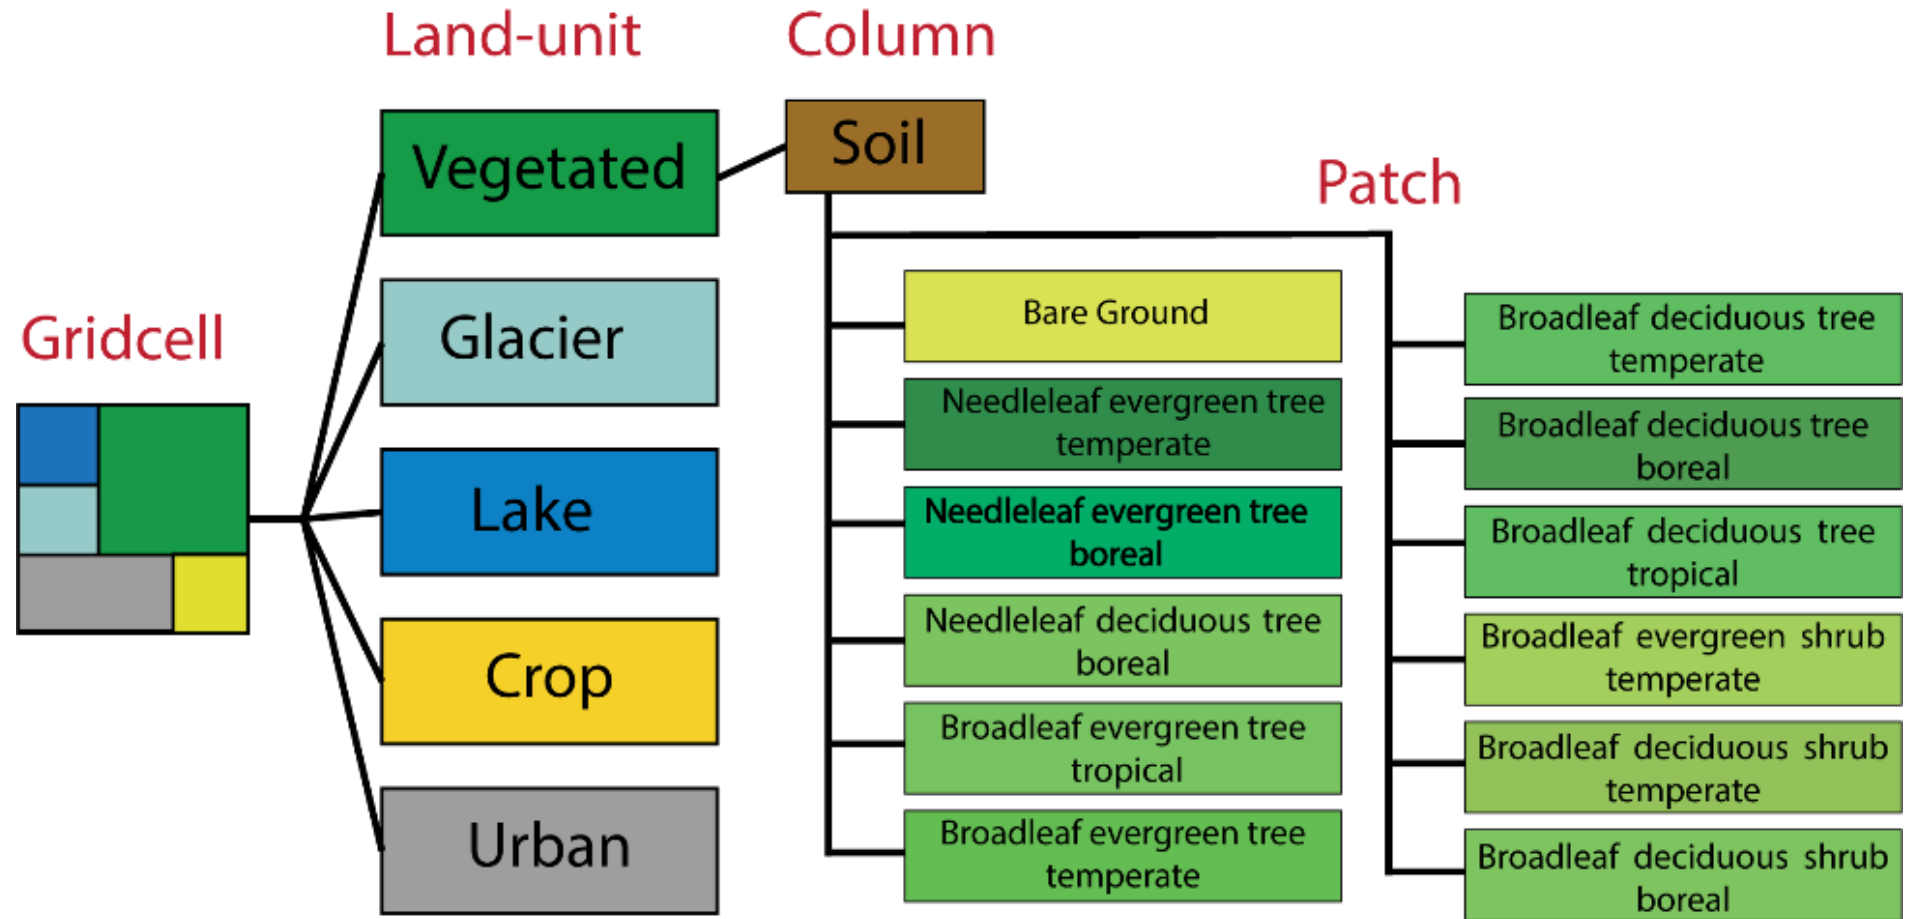 Land-unit
Column
Vegetated
Soil
Patch
Gridcell
Glacier
Lake
Crop
Urban
Bare Ground
Needleleaf evergreen tree
temperate
Needleleaf evergreen tree
boreal
Needleleaf deciduous tree
boreal
Broadleaf evergreen tree
tropical
Broadleaf evergreen tree
temperate
Broadleaf deciduous tree
temperate
Broadleaf deciduous tree
boreal
Broadleaf deciduous tree
tropical
Broadleaf evergreen shrub
temperate
Broadleaf deciduous shrub
temperate
Broadleaf deciduous shrub
boreal